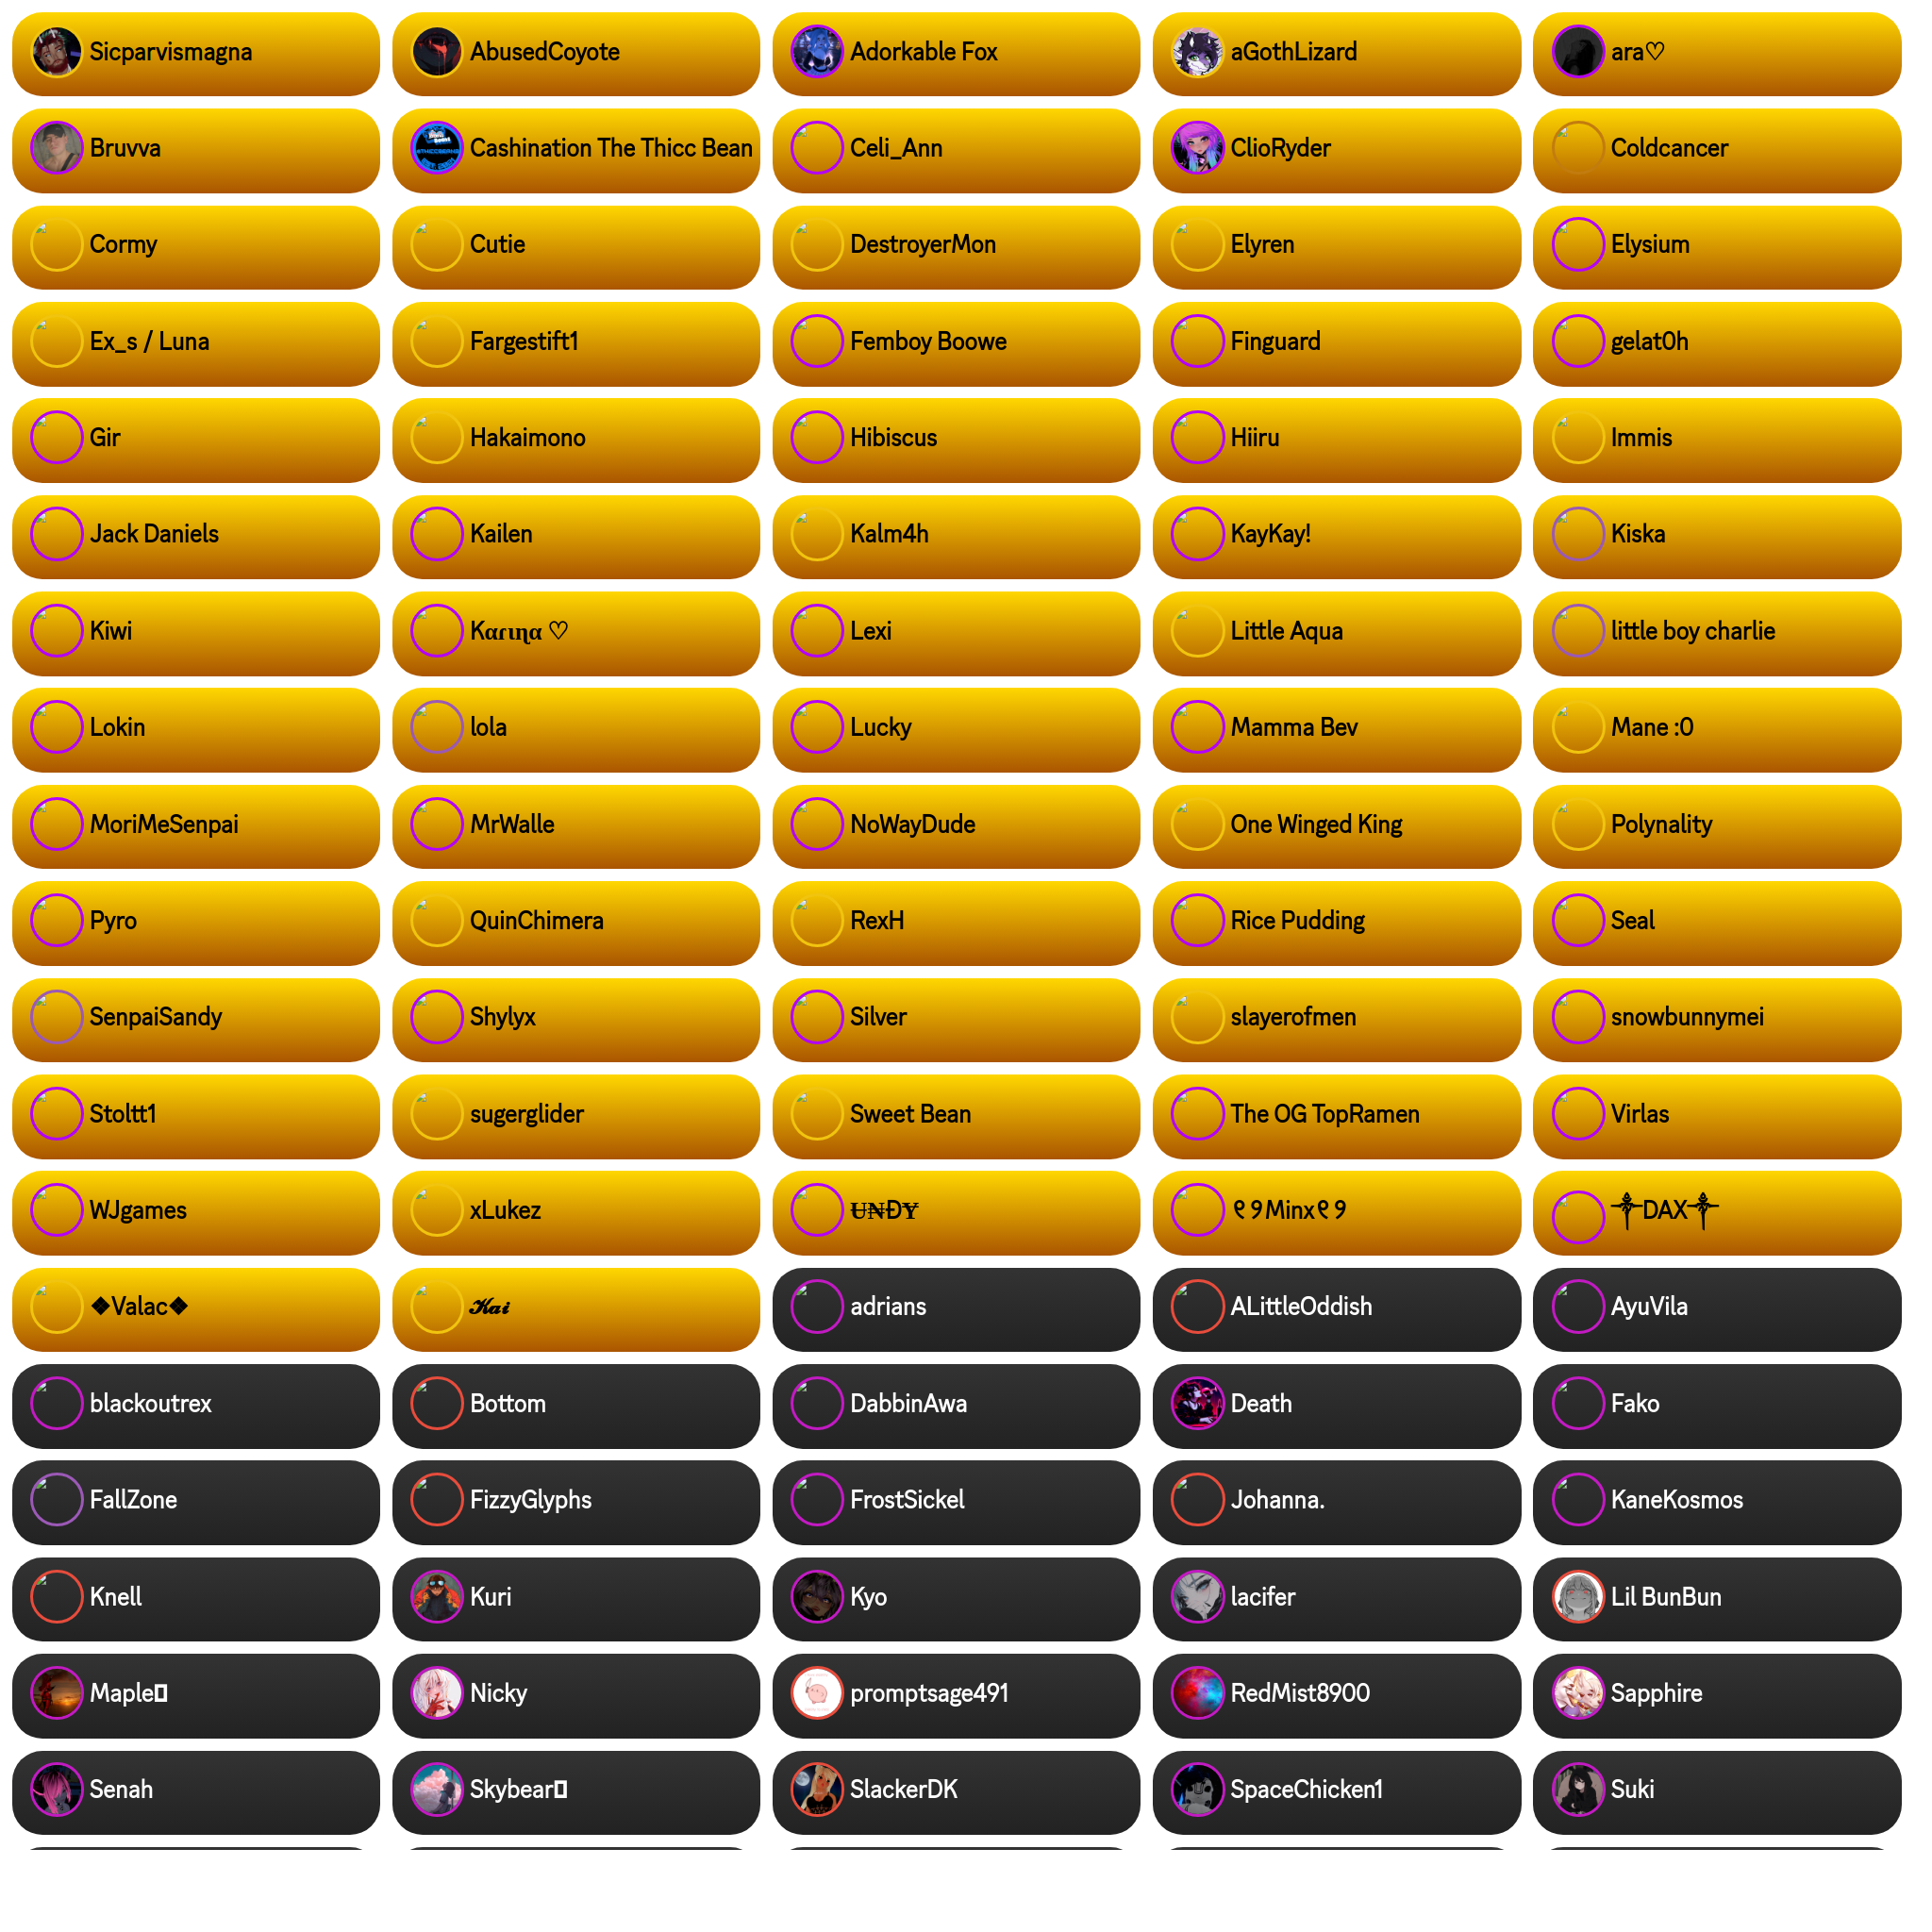 Sicparvismagna
AbusedCoyote
Adorkable Fox
aGothLizard
ara♡
Bruvva
Cashination The Thicc Bean
Celi_Ann
ClioRyder
Coldcancer
Cormy
Cutie
DestroyerMon
Elyren
Elysium
Ex_s / Luna
Fargestift1
Femboy Boowe
Finguard
gelat0h
Gir
Hakaimono
Hibiscus
Hiiru
Immis
Jack Daniels
Kailen
Kalm4h
KayKay!
Kiska
Kiwi
Kαɾιɳα ♡
Lexi
Little Aqua
little boy charlie
Lokin
lola
Lucky
Mamma Bev
Mane :0
MoriMeSenpai
MrWalle
NoWayDude
One Winged King
Polynality
Pyro
QuinChimera
RexH
Rice Pudding
Seal
SenpaiSandy
Shylyx
Silver
slayerofmen
snowbunnymei
Stoltt1
sugerglider
Sweet Bean
The OG TopRamen
Virlas
WJgames
xLukez
U̶₦ĐɎ
୧୨Minx୧୨
⸸DAX⸸
❖Valac❖
𝓚𝓪𝓲
adrians
ALittleOddish
AyuVila
blackoutrex
Bottom
DabbinAwa
Death
Fako
FallZone
FizzyGlyphs
FrostSickel
Johanna.
KaneKosmos
Knell
Kuri
Kyo
lacifer
Lil BunBun
Maple
Nicky
promptsage491
RedMist8900
Sapphire
Senah
Skybear
SlackerDK
SpaceChicken1
Suki